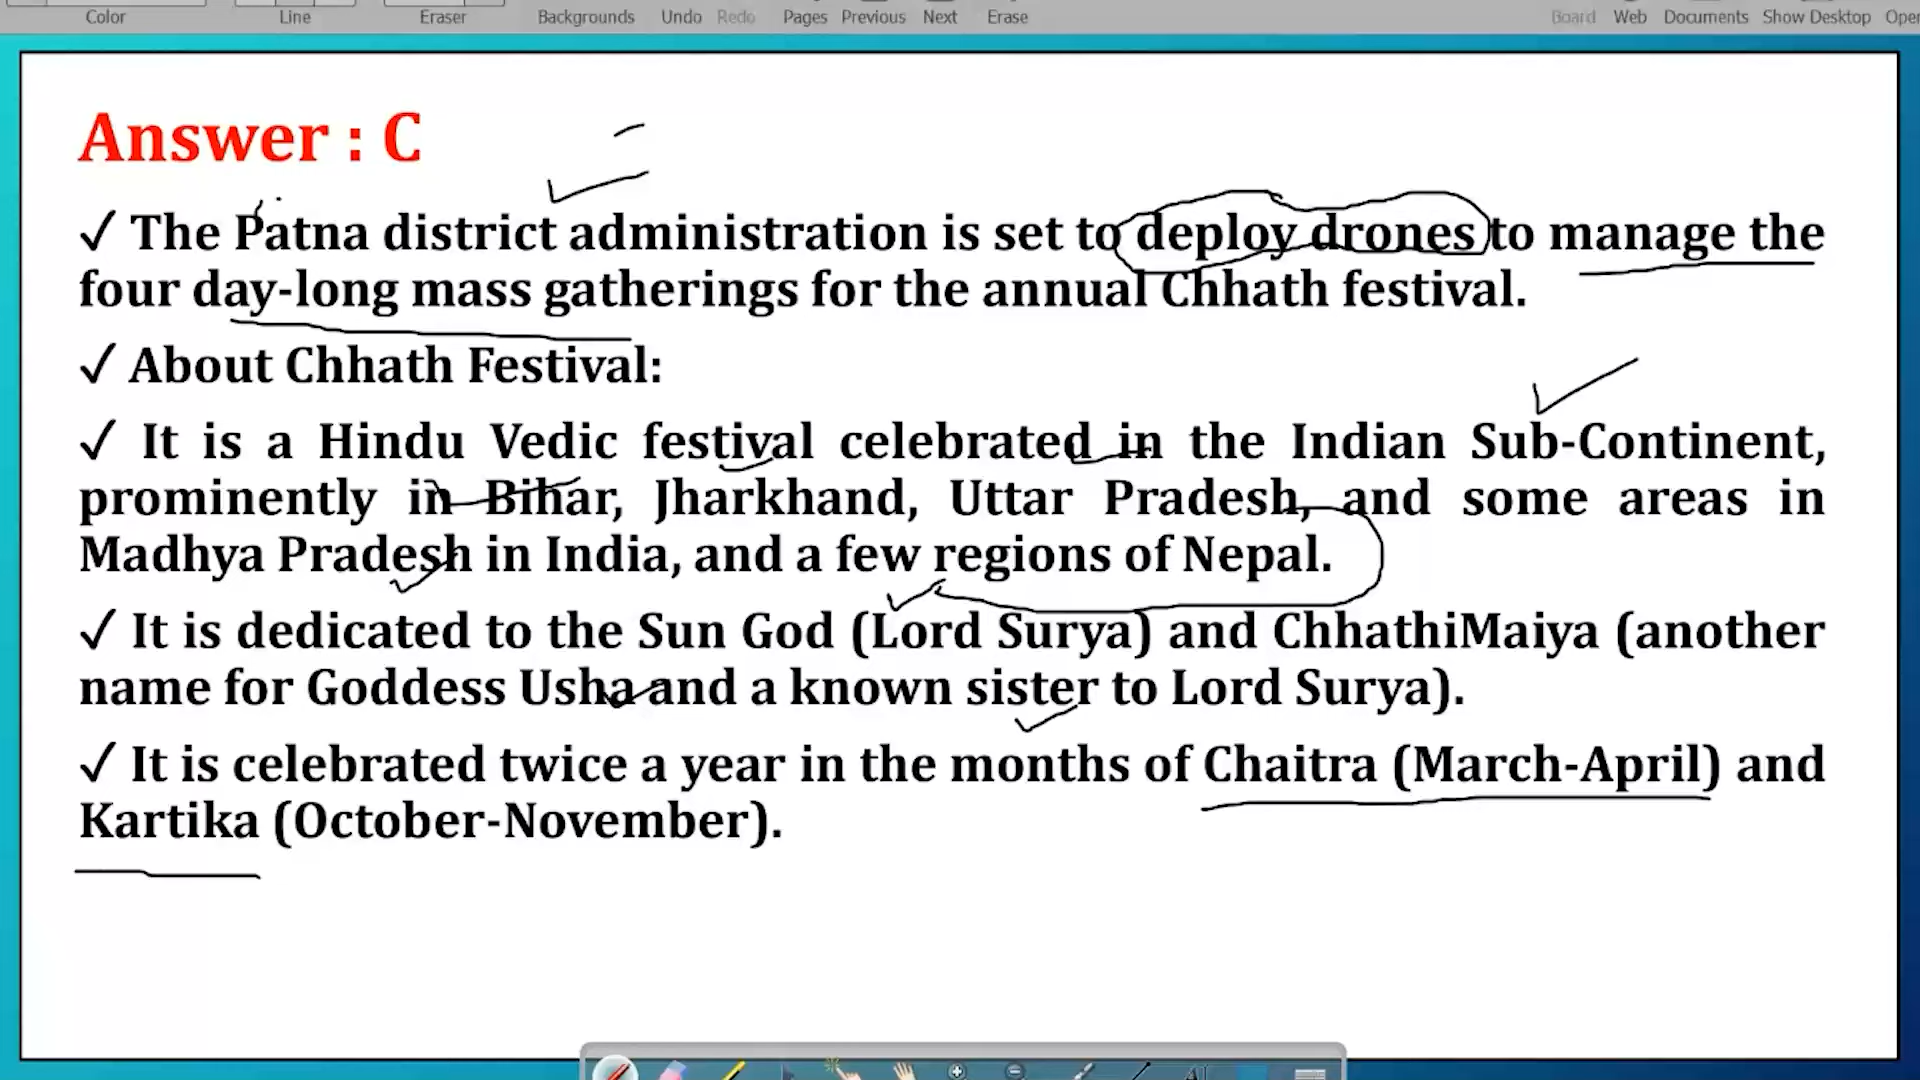 Color Line Eraser Backgrounds Undo Redo Pages Previous Next Erase Board Web Documents Show Desktop
Answer : C
✓ The Patna district administration is set to deploy drones to manage the
four day-long mass gatherings for the annual Chhath festival.
✓ About Chhath Festival:
✓ It is a Hindu Vedic festival celebrated in the Indian Sub-Continent,
prominently in Bihar, Jharkhand, Uttar Pradesh, and some areas in
Madhya Pradesh in India, and a few regions of Nepal.
✓ It is dedicated to the Sun God (Lord Surya) and ChhathiMaiya (another
name for Goddess Usha and a known sister to Lord Surya).
✓ It is celebrated twice a year in the months of Chaitra (March-April) and
Kartika (October-November).